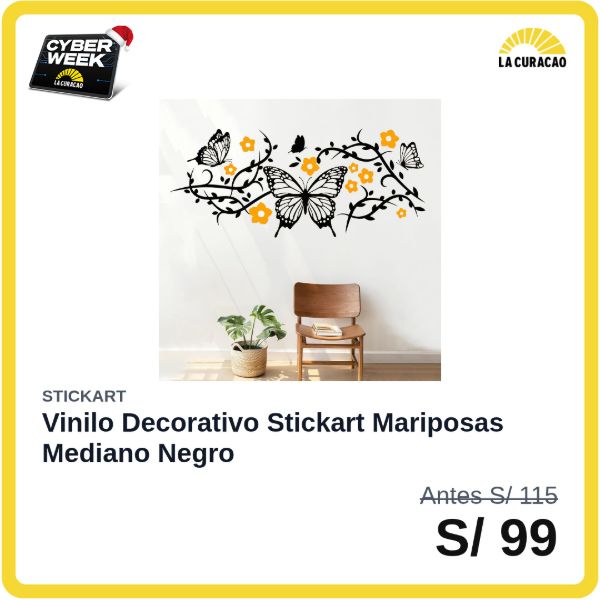 CYBER
WEEK
LA CURACAO
LA CURACAO
STICKART
Vinilo Decorativo Stickart Mariposas
Mediano Negro
Antes S/ 115
S/ 99